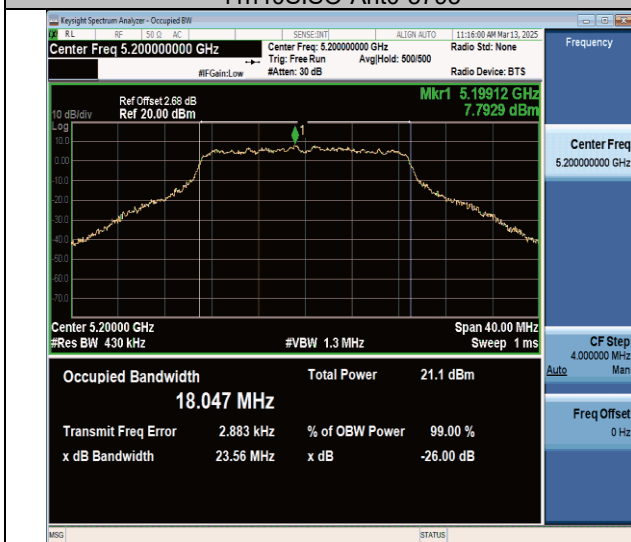 Keysight Spectrum Analyzer - Occupied BW
RL RF 50 Ω AC SENSE:INT ALIGN AUTO 11:16:00 AM Mar 13, 2025
Center Freq 5.200000000 GHz Center Freq: 5.200000000 GHz Radio Std: None Frequency
Trig: Free Run Avg|Hold: 500/500
#IFGain:Low #Atten: 30 dB Radio Device: BTS
Ref Offset 2.68 dB Mkr1 5.19912 GHz
10 dB/div Ref 20.00 dBm 7.7929 dBm
Log
10.0
0.00
-10.0
-20.0
-30.0
-40.0
-50.0
-60.0
-70.0
1
Center Freq
5.200000000 GHz
Center 5.20000 GHz Span 40.00 MHz
#Res BW 430 kHz #VBW 1.3 MHz Sweep 1 ms
CF Step
4.000000 MHz
Auto Man
Occupied Bandwidth Total Power 21.1 dBm
18.047 MHz
Freq Offset
0 Hz
Transmit Freq Error 2.883 kHz % of OBW Power 99.00 %
x dB Bandwidth 23.56 MHz x dB -26.00 dB
MSG STATUS